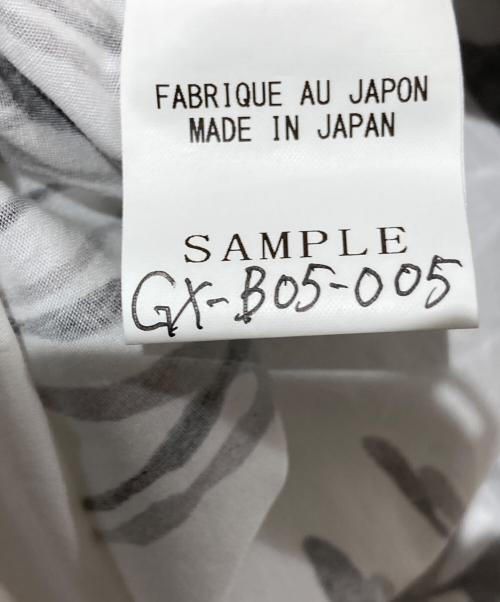 FABRIQUE AU JAPON
MADE IN JAPAN
SAMPLE
GX-B05-005